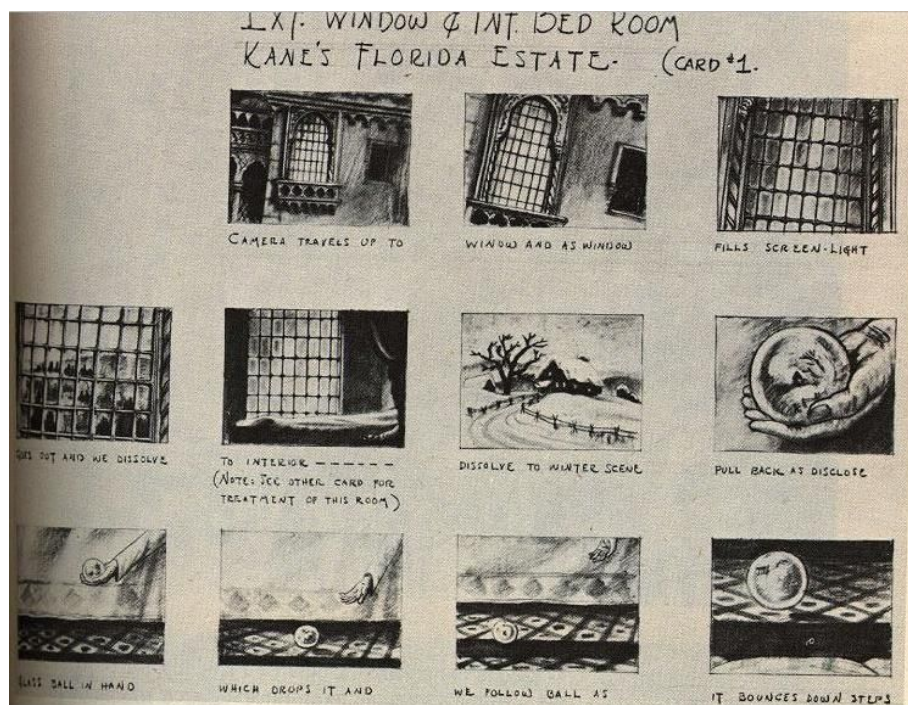 EXT. WINDOW & INT. BED ROOM
KANE'S FLORIDA ESTATE. (CARD #1.
CAMERA TRAVELS UP TO
WINOW AND AS WINDOW
FILLS SCREEN-LIGHT
GOES OUT AND WE DISSOLVE
TO INTERIOR ------
(NOTE: SEE OTHER CARD FOR
TREATMENT OF THIS ROOM)
DISSOLVE TO WINTER SCENE
PULL BACK AS DISCLOSE
GLASS BALL IN HAND
WHICH DROPS IT AND
WE FOLLOW BALL AS
IT BOUNCES DOWN STEPS